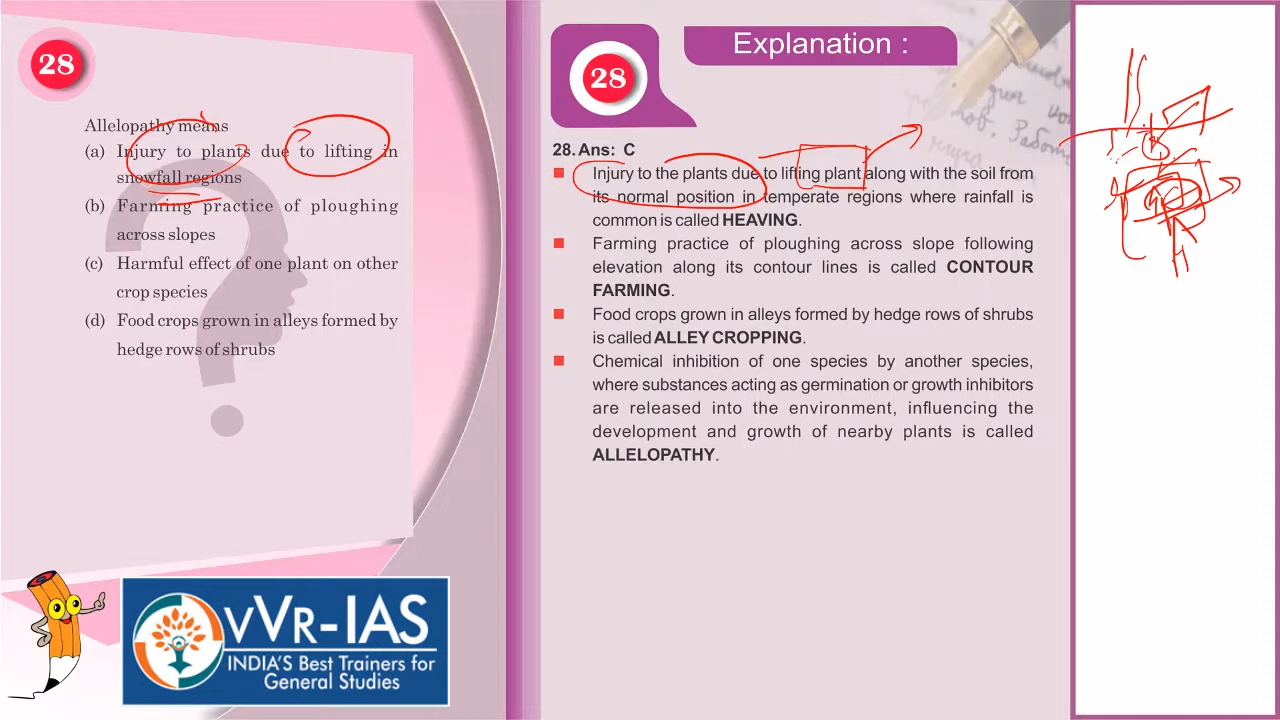 28
Allelopathy means
(a) Injury to plants due to lifting in
snowfall regions
(b) Farming practice of ploughing
across slopes
(c) Harmful effect of one plant on other
crop species
(d) Food crops grown in alleys formed by
hedge rows of shrubs
vVR-IAS
INDIA'S Best Trainers for
General Studies
Explanation :
28
28. Ans: C
Injury to the plants due to lifting plant along with the soil from
its normal position in temperate regions where rainfall is
common is called HEAVING.
Farming practice of ploughing across slope following
elevation along its contour lines is called CONTOUR
FARMING.
Food crops grown in alleys formed by hedge rows of shrubs
is called ALLEY CROPPING.
Chemical inhibition of one species by another species,
where substances acting as germination or growth inhibitors
are released into the environment, influencing the
development and growth of nearby plants is called
ALLELOPATHY.